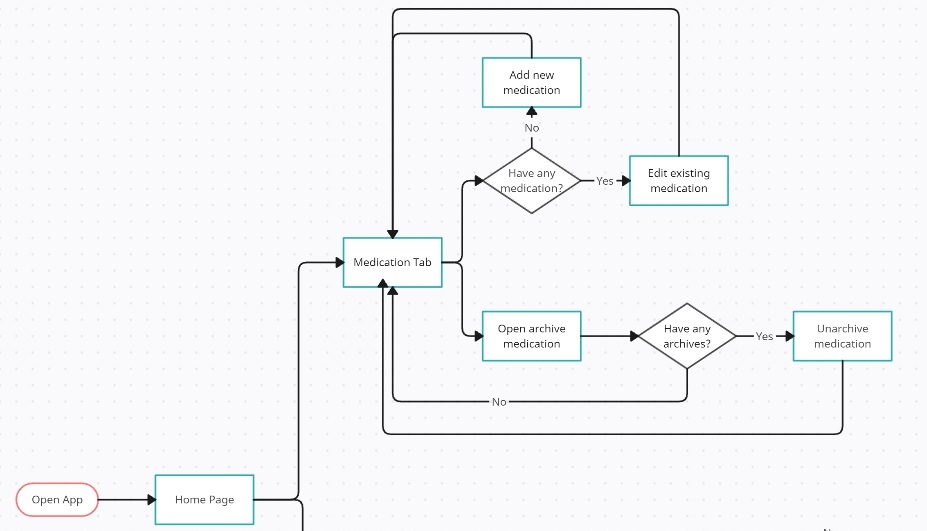 Add new
medication
No
Have any
medication?
Yes
Edit existing
medication
Medication Tab
Open archive
medication
Have any
archives?
Yes
Unarchive
medication
No
Open App
Home Page